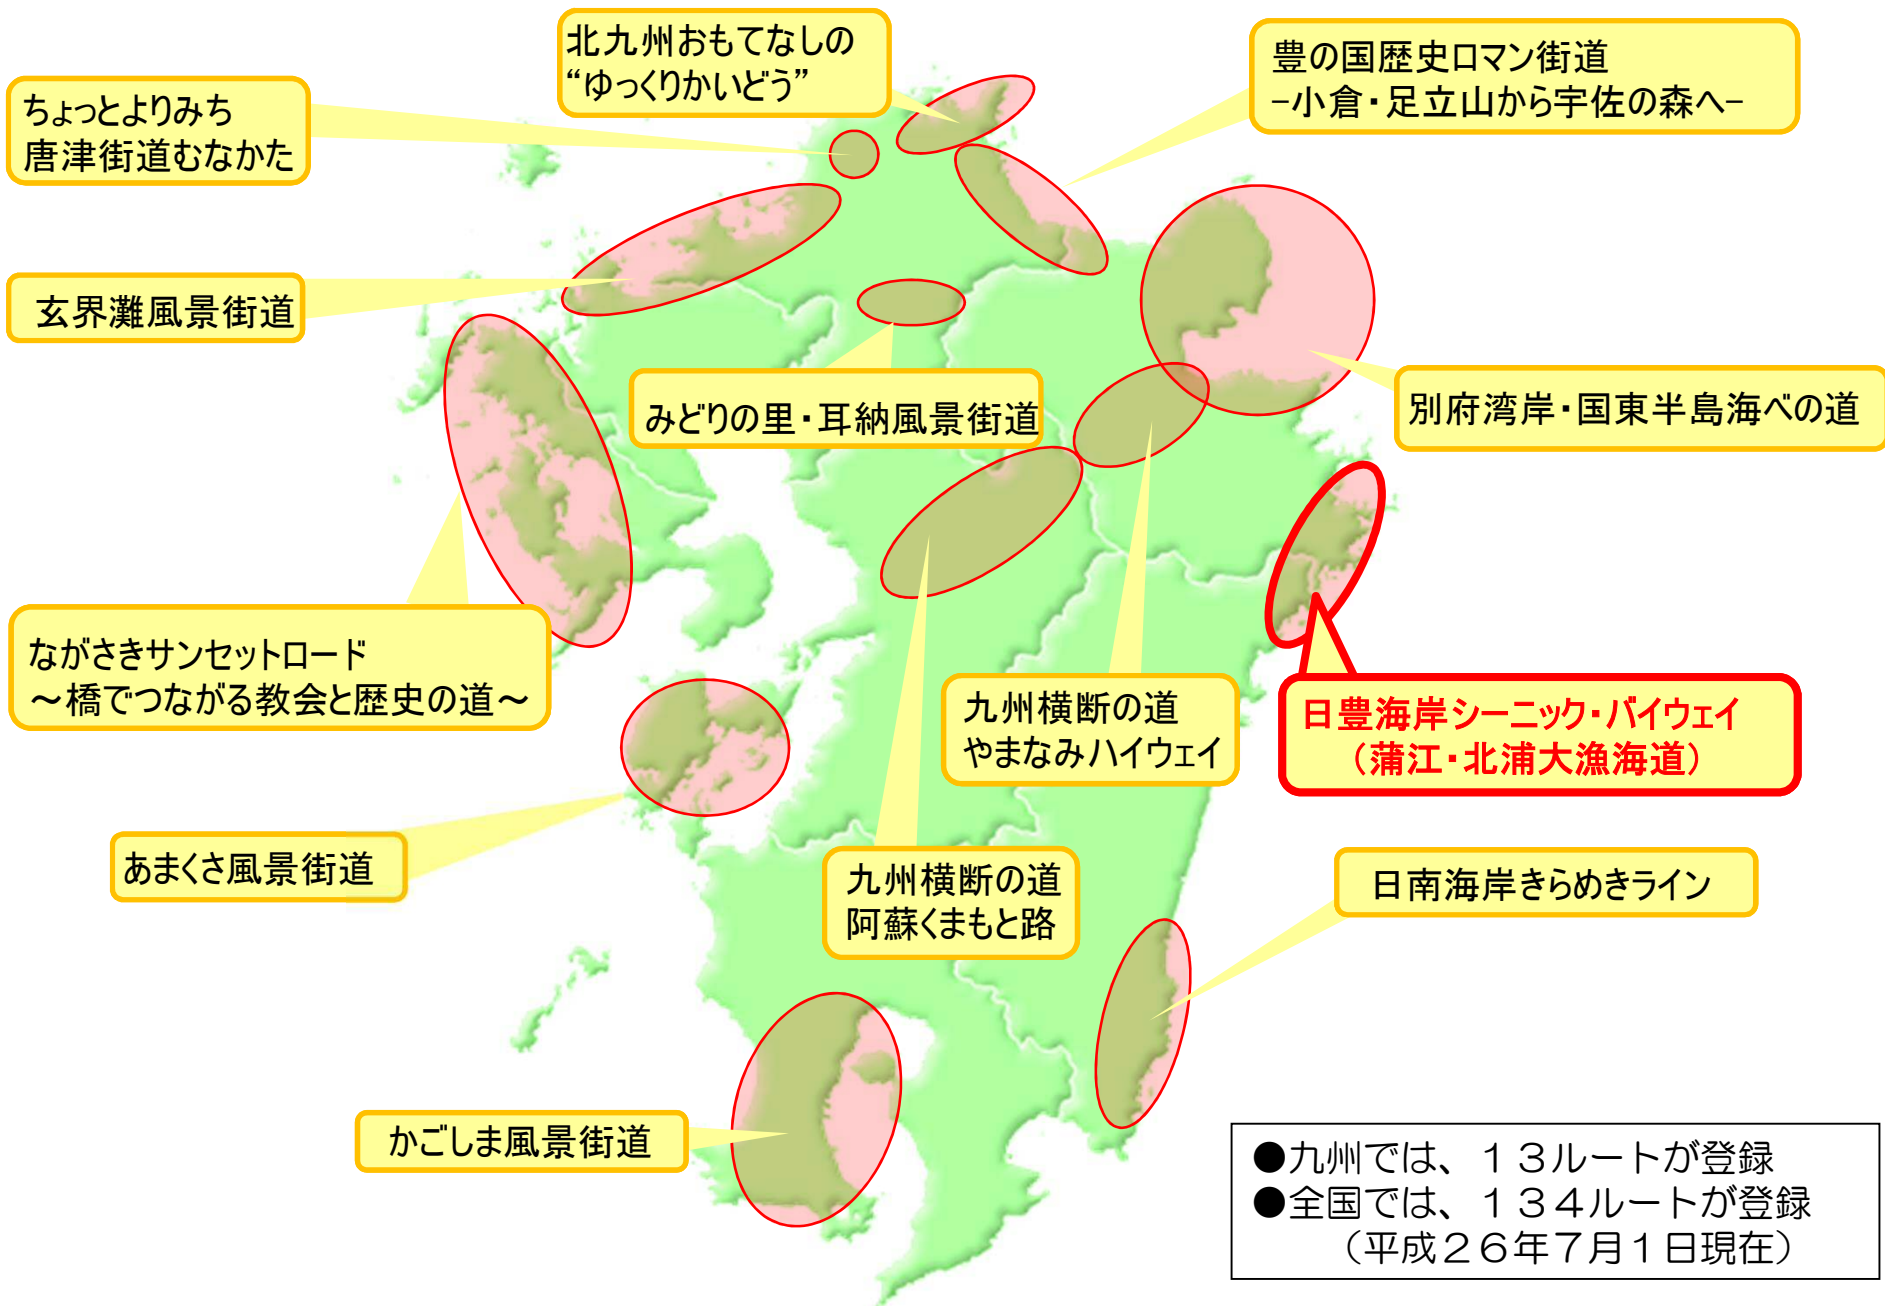 北九州おもてなしの
“ゆっくりかいどう”
豊の国歴史ロマン街道
−小倉・足立山から宇佐の森へ−
ちょっとよりみち
唐津街道むなかた
玄界灘風景街道
みどりの里・耳納風景街道
別府湾岸・国東半島海べの道
ながさきサンセットロード
～橋でつながる教会と歴史の道～
九州横断の道
やまなみハイウェイ
日豊海岸シーニック・バイウェイ
（蒲江・北浦大漁海道）
あまくさ風景街道
九州横断の道
阿蘇くまもと路
日南海岸きらめきライン
かごしま風景街道
●九州では、１３ルートが登録
●全国では、１３４ルートが登録
（平成２６年７月１日現在）